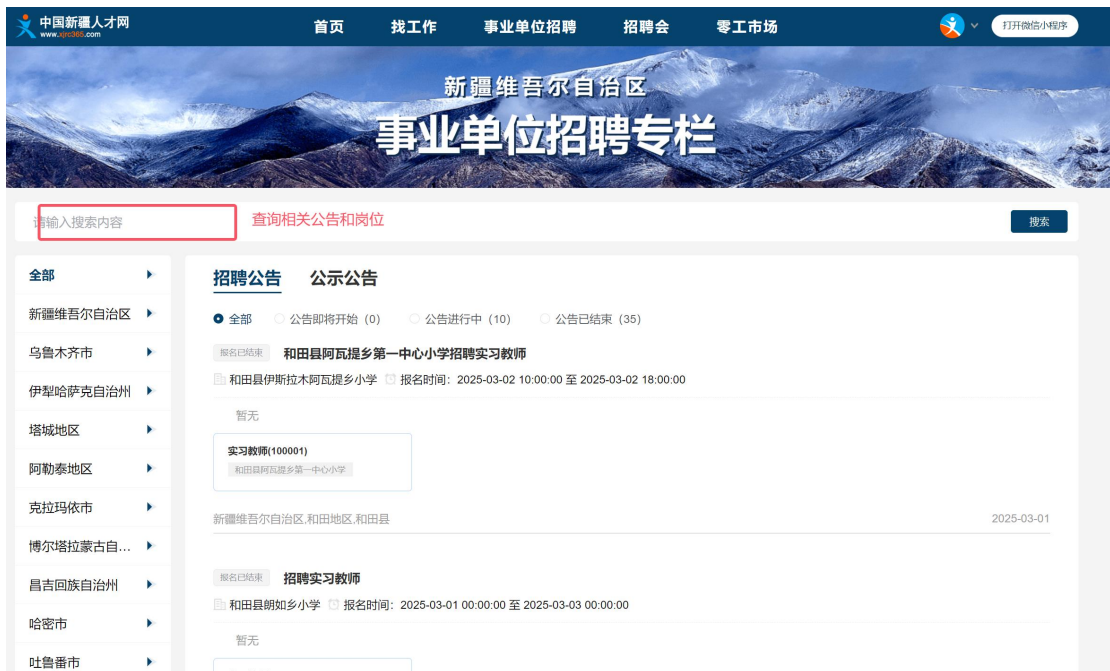 中国新疆人才网
www.xjrc365.com
首页 找工作 事业单位招聘 招聘会 零工市场
打开微信小程序
新疆维吾尔自治区
事业单位招聘专栏
请输入搜索内容 查询相关公告和岗位 搜索
全部
新疆维吾尔自治区
乌鲁木齐市
伊犁哈萨克自治州
塔城地区
阿勒泰地区
克拉玛依市
博尔塔拉蒙古自...
昌吉回族自治州
哈密市
吐鲁番市
招聘公告 公示公告
全部 公告即将开始（0） 公告进行中（10） 公告已结束（35）
报名已结束 和田县阿瓦提乡第一中心小学招聘实习教师
和田县伊斯拉木阿瓦提乡小学 报名时间：2025-03-02 10:00:00 至 2025-03-02 18:00:00
暂无
实习教师(100001)
和田县阿瓦提乡第一中心小学
新疆维吾尔自治区,和田地区,和田县 2025-03-01
报名已结束 招聘实习教师
和田县朗如乡小学 报名时间：2025-03-01 00:00:00 至 2025-03-03 00:00:00
暂无